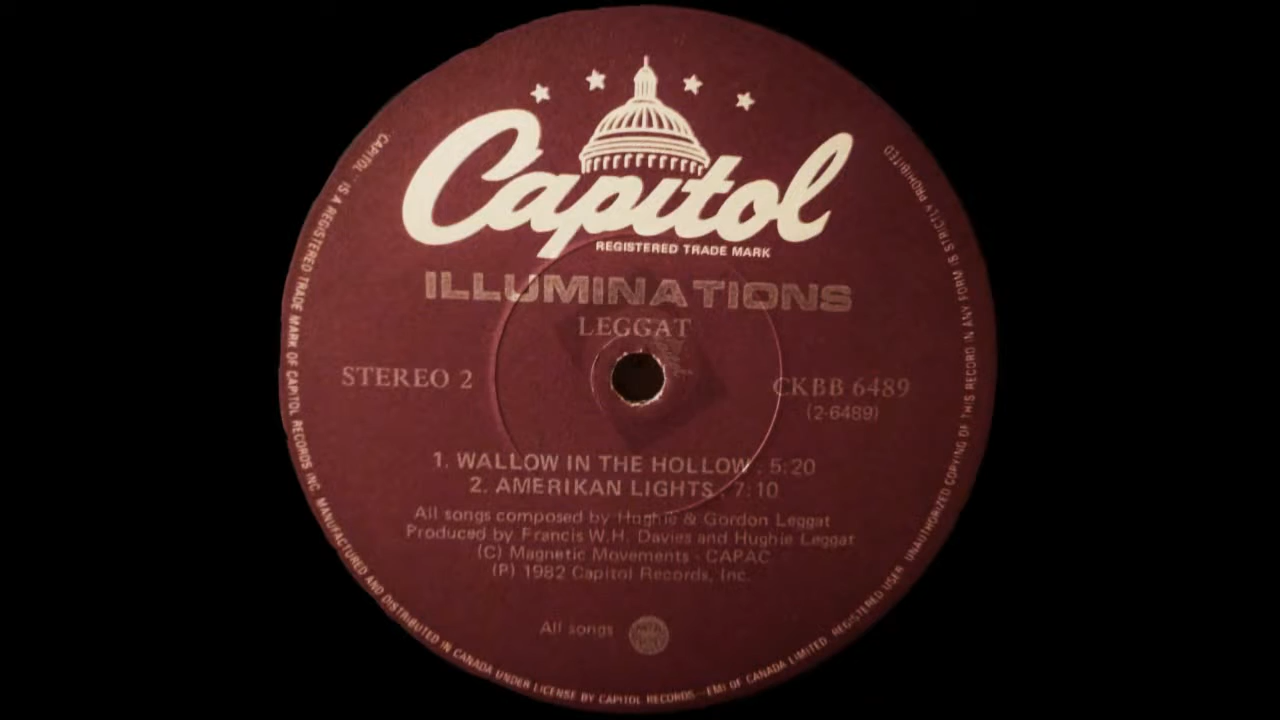 Capitol
REGISTERED TRADE MARK
ILLUMINATIONS
LEGGAT
STEREO 2
CKBB 6489
(2-6489)
1. WALLOW IN THE HOLLOW . 5:20
2. AMERIKAN LIGHTS . 7:10
All songs composed by Hughie & Gordon Leggat
Produced by Francis W.H. Davies and Hughie Leggat
(C) Magnetic Movements - CAPAC
(P) 1982 Capitol Records, Inc.
All songs
CAPITOL IS A REGISTERED TRADE MARK OF CAPITOL RECORDS INC. MANUFACTURED AND DISTRIBUTED IN CANADA UNDER LICENSE BY CAPITOL RECORDS—EMI OF CANADA LIMITED. REGISTERED USER. UNAUTHORIZED COPYING OF THIS RECORD IN ANY FORM IS STRICTLY PROHIBITED